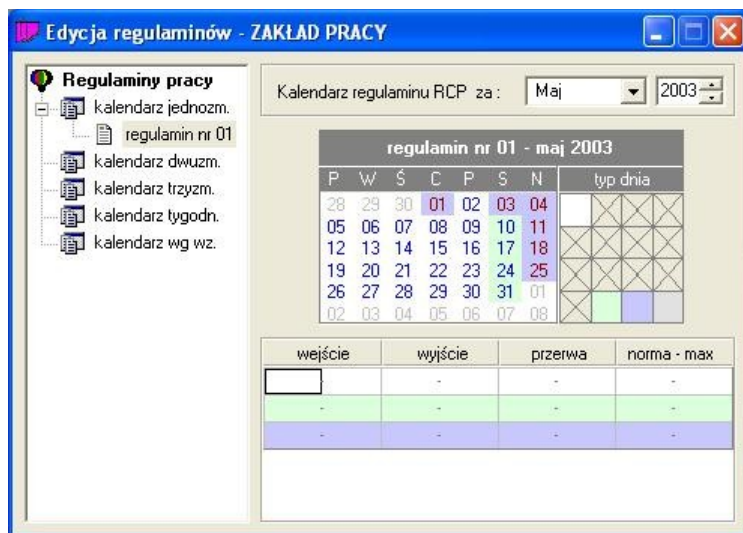 Edycja regulaminów - ZAKŁAD PRACY
Regulaminy pracy
kalendarz jednozm.
regulamin nr 01
kalendarz dwuzm.
kalendarz trzyzm.
kalendarz tygodn.
kalendarz wg wz.
Kalendarz regulaminu RCP za : Maj 2003
regulamin nr 01 - maj 2003
P W Ś C P S N typ dnia
28 29 30 01 02 03 04
05 06 07 08 09 10 11
12 13 14 15 16 17 18
19 20 21 22 23 24 25
26 27 28 29 30 31 01
02 03 04 05 06 07 08
wejście wyjście przerwa norma - max
- - -
- - - -
- - - -